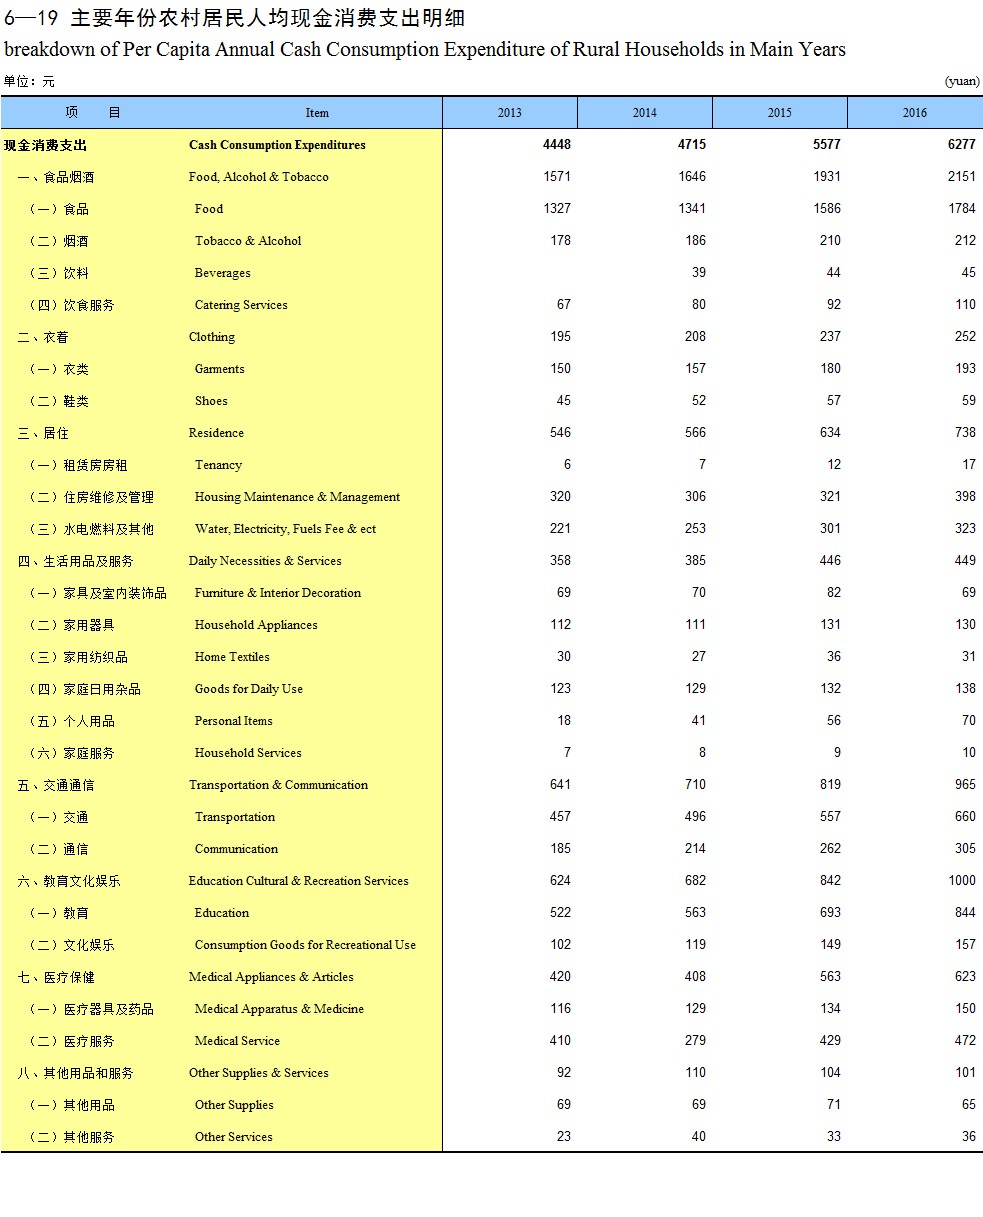 6—19 主要年份农村居民人均现金消费支出明细
breakdown of Per Capita Annual Cash Consumption Expenditure of Rural Households in Main Years
单位：元 (yuan)
项 目 Item 2013 2014 2015 2016
现金消费支出 Cash Consumption Expenditures 4448 4715 5577 6277
一、食品烟酒 Food, Alcohol & Tobacco 1571 1646 1931 2151
（一）食品 Food 1327 1341 1586 1784
（二）烟酒 Tobacco & Alcohol 178 186 210 212
（三）饮料 Beverages 39 44 45
（四）饮食服务 Catering Services 67 80 92 110
二、衣着 Clothing 195 208 237 252
（一）衣类 Garments 150 157 180 193
（二）鞋类 Shoes 45 52 57 59
三、居住 Residence 546 566 634 738
（一）租赁房房租 Tenancy 6 7 12 17
（二）住房维修及管理 Housing Maintenance & Management 320 306 321 398
（三）水电燃料及其他 Water, Electricity, Fuels Fee & ect 221 253 301 323
四、生活用品及服务 Daily Necessities & Services 358 385 446 449
（一）家具及室内装饰品 Furniture & Interior Decoration 69 70 82 69
（二）家用器具 Household Appliances 112 111 131 130
（三）家用纺织品 Home Textiles 30 27 36 31
（四）家庭日用杂品 Goods for Daily Use 123 129 132 138
（五）个人用品 Personal Items 18 41 56 70
（六）家庭服务 Household Services 7 8 9 10
五、交通通信 Transportation & Communication 641 710 819 965
（一）交通 Transportation 457 496 557 660
（二）通信 Communication 185 214 262 305
六、教育文化娱乐 Education Cultural & Recreation Services 624 682 842 1000
（一）教育 Education 522 563 693 844
（二）文化娱乐 Consumption Goods for Recreational Use 102 119 149 157
七、医疗保健 Medical Appliances & Articles 420 408 563 623
（一）医疗器具及药品 Medical Apparatus & Medicine 116 129 134 150
（二）医疗服务 Medical Service 410 279 429 472
八、其他用品和服务 Other Supplies & Services 92 110 104 101
（一）其他用品 Other Supplies 69 69 71 65
（二）其他服务 Other Services 23 40 33 36